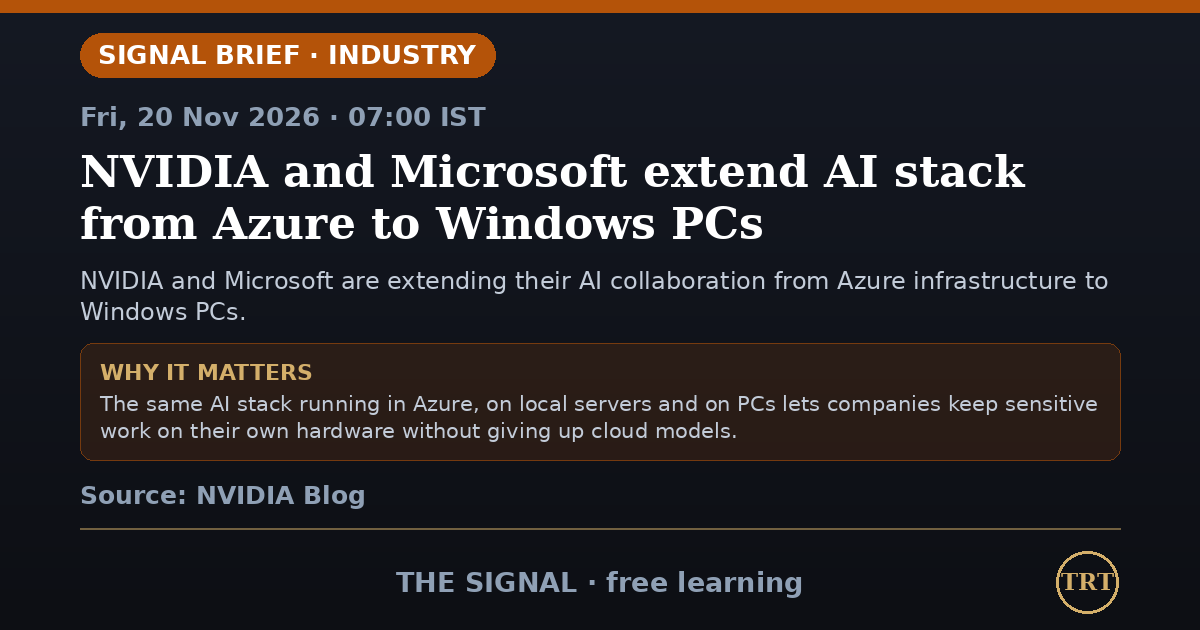 SIGNAL BRIEF · INDUSTRY
Fri, 20 Nov 2026 · 07:00 IST
NVIDIA and Microsoft extend AI stack
from Azure to Windows PCs
NVIDIA and Microsoft are extending their AI collaboration from Azure infrastructure to
Windows PCs.
WHY IT MATTERS
The same AI stack running in Azure, on local servers and on PCs lets companies keep sensitive
work on their own hardware without giving up cloud models.
Source: NVIDIA Blog
THE SIGNAL · free learning
TRT